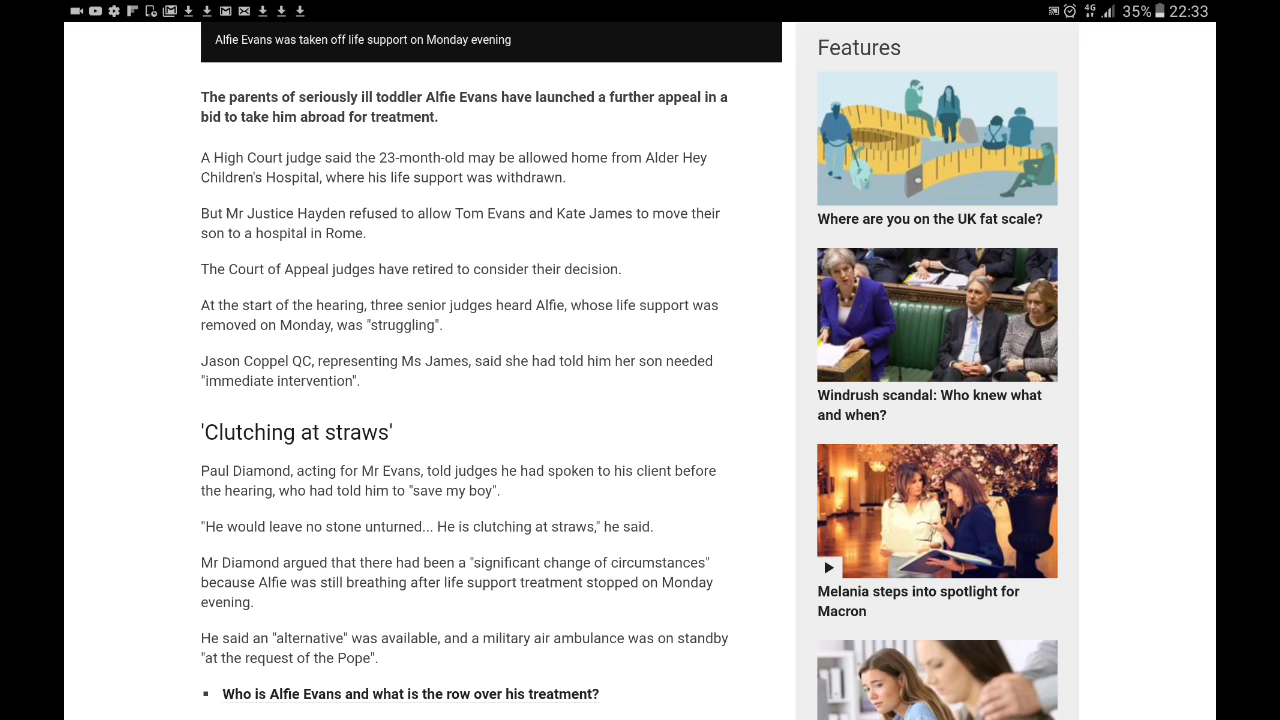 4G 35% 22:33
Alfie Evans was taken off life support on Monday evening
The parents of seriously ill toddler Alfie Evans have launched a further appeal in a
bid to take him abroad for treatment.
A High Court judge said the 23-month-old may be allowed home from Alder Hey
Children's Hospital, where his life support was withdrawn.
But Mr Justice Hayden refused to allow Tom Evans and Kate James to move their
son to a hospital in Rome.
The Court of Appeal judges have retired to consider their decision.
At the start of the hearing, three senior judges heard Alfie, whose life support was
removed on Monday, was "struggling".
Jason Coppel QC, representing Ms James, said she had told him her son needed
"immediate intervention".
'Clutching at straws'
Paul Diamond, acting for Mr Evans, told judges he had spoken to his client before
the hearing, who had told him to "save my boy".
"He would leave no stone unturned... He is clutching at straws," he said.
Mr Diamond argued that there had been a "significant change of circumstances"
because Alfie was still breathing after life support treatment stopped on Monday
evening.
He said an "alternative" was available, and a military air ambulance was on standby
"at the request of the Pope".
Who is Alfie Evans and what is the row over his treatment?
Features
Where are you on the UK fat scale?
Windrush scandal: Who knew what
and when?
Melania steps into spotlight for
Macron